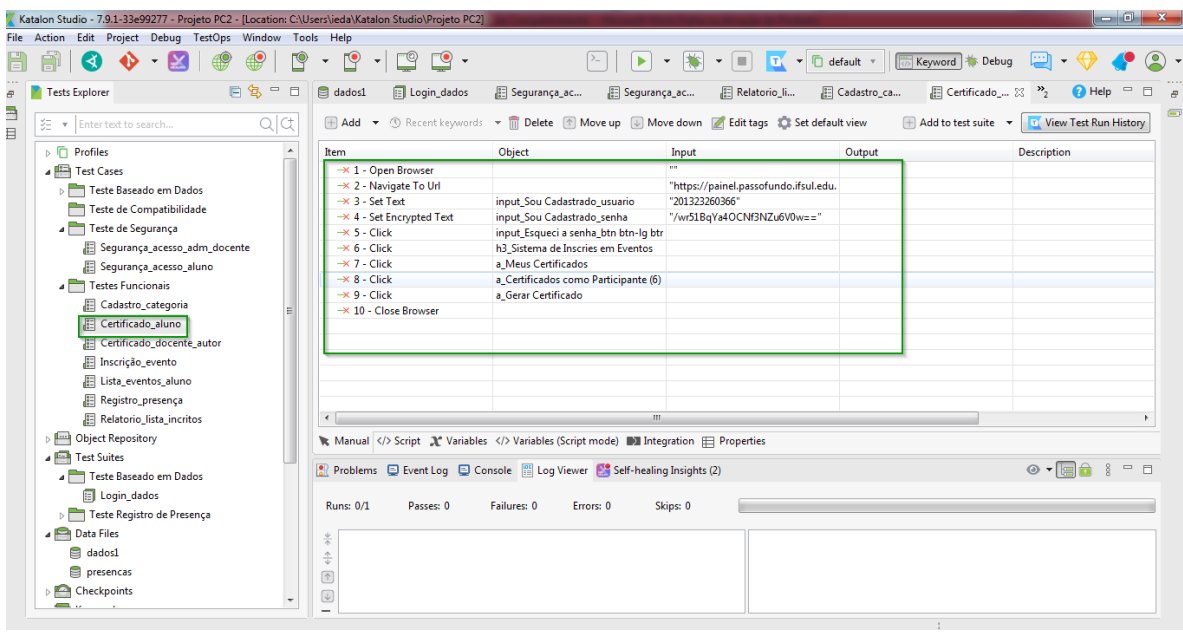 Katalon Studio - 7.9.1-33e99277 - Projeto PC2 - [Location: C:\Users\ieda\Katalon Studio\Projeto PC2]
File Action Edit Project Debug TestOps Window Tools Help
default Keyword Debug
Tests Explorer
Enter text to search...
Profiles
Test Cases
Teste Baseado em Dados
Teste de Compatibilidade
Teste de Segurança
Segurança_acesso_adm_docente
Segurança_acesso_aluno
Testes Funcionais
Cadastro_categoria
Certificado_aluno
Certificado_docente_autor
Inscrição_evento
Lista_eventos_aluno
Registro_presença
Relatorio_lista_incritos
Object Repository
Test Suites
Teste Baseado em Dados
Login_dados
Teste Registro de Presença
Data Files
dados1
presencas
Checkpoints
dados1 Login_dados Segurança_ac... Segurança_ac... Relatorio_li... Cadastro_ca... Certificado_... »2 Help
Add Recent keywords Delete Move up Move down Edit tags Set default view Add to test suite View Test Run History
Item Object Input Output Description
1 - Open Browser ""
2 - Navigate To Url "https://painel.passofundo.ifsul.edu.
3 - Set Text input_Sou Cadastrado_usuario "201323260366"
4 - Set Encrypted Text input_Sou Cadastrado_senha "/wr51BqYa4OCNf3NZu6V0w=="
5 - Click input_Esqueci a senha_btn btn-lg btr
6 - Click h3_Sistema de Inscries em Eventos
7 - Click a_Meus Certificados
8 - Click a_Certificados como Participante (6)
9 - Click a_Gerar Certificado
10 - Close Browser
Manual </> Script Variables </> Variables (Script mode) Integration Properties
Problems Event Log Console Log Viewer Self-healing Insights (2)
Runs: 0/1 Passes: 0 Failures: 0 Errors: 0 Skips: 0